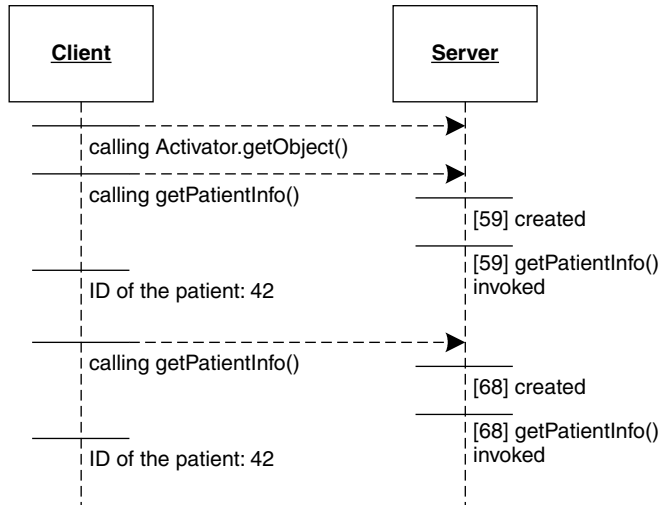 Client
Server
calling Activator.getObject()
calling getPatientInfo()
[59] created
[59] getPatientInfo()
invoked
ID of the patient: 42
calling getPatientInfo()
[68] created
[68] getPatientInfo()
invoked
ID of the patient: 42